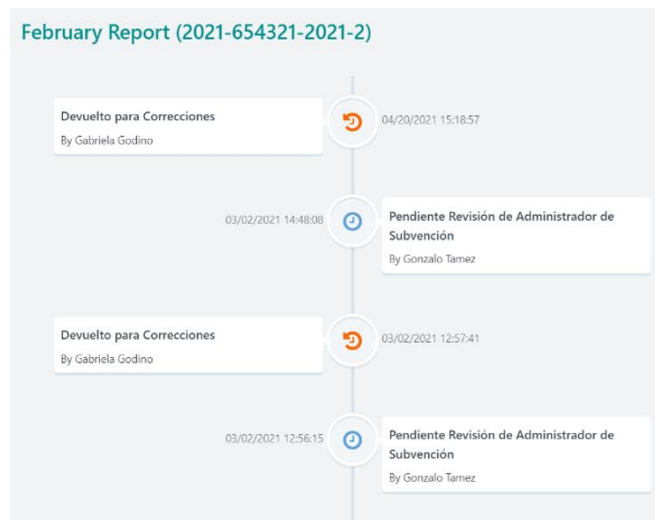 February Report (2021-654321-2021-2)
Devuelto para Correcciones
By Gabriela Godino
04/20/2021 15:18:57
03/02/2021 14:48:08
Pendiente Revisión de Administrador de
Subvención
By Gonzalo Tamez
Devuelto para Correcciones
By Gabriela Godino
03/02/2021 12:57:41
03/02/2021 12:56:15
Pendiente Revisión de Administrador de
Subvención
By Gonzalo Tamez